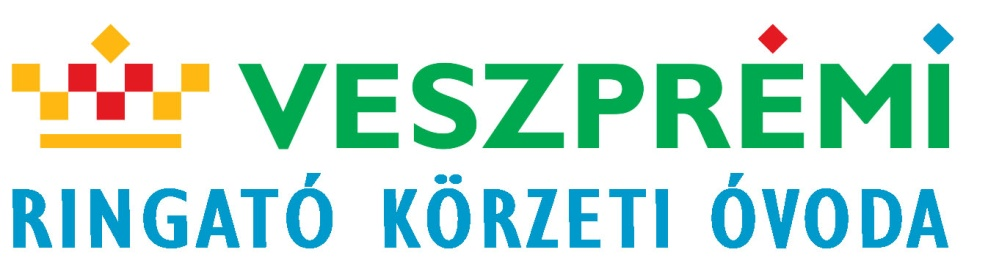 VESZPRÉMI
RINGATÓ KÖRZETI ÓVODA